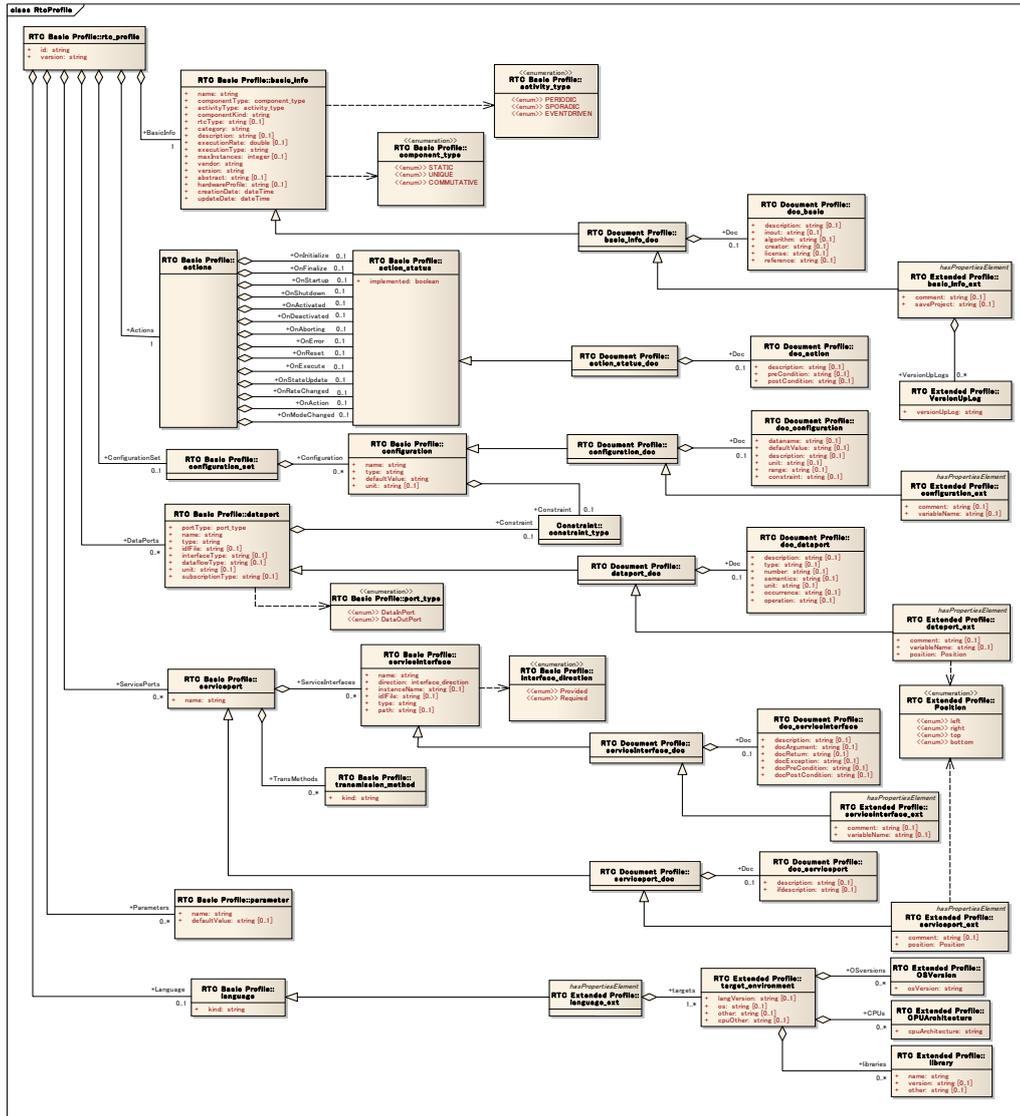 class RtcProfile
RTC Basic Profile::rtc_profile
+ id: string
+ version: string
RTC Basic Profile::basic_info
+ name: string
+ componentType: component_type
+ activityType: activity_type
+ componentKind: string
+ rtcType: string [0..1]
+ category: string
+ description: string [0..1]
+ executionRate: double [0..1]
+ executionType: string
+ maxInstances: integer [0..1]
+ vendor: string
+ version: string
+ abstract: string [0..1]
+ hardwareProfile: string [0..1]
+ creationDate: dateTime
+ updateDate: dateTime
+BasicInfo
1
<<enumeration>>
RTC Basic Profile::
activity_type
<<enum>> PERIODIC
<<enum>> SPORADIC
<<enum>> EVENTDRIVEN
<<enumeration>>
RTC Basic Profile::
component_type
<<enum>> STATIC
<<enum>> UNIQUE
<<enum>> COMMUTATIVE
RTC Document Profile::
basic_info_doc
+Doc
0..1
RTC Document Profile::
doc_basic
+ description: string [0..1]
+ inout: string [0..1]
+ algorithm: string [0..1]
+ creator: string [0..1]
+ license: string [0..1]
+ reference: string [0..1]
hasPropertiesElement
RTC Extended Profile::
basic_info_ext
+ comment: string [0..1]
+ saveProject: string [0..1]
+VersionUpLogs 0..*
RTC Extended Profile::
VersionUpLog
+ versionUpLog: string
RTC Basic Profile::
actions
+Actions
1
+OnInitialize 0..1
+OnFinalize 0..1
+OnStartup 0..1
+OnShutdown 0..1
+OnActivated 0..1
+OnDeactivated 0..1
+OnAborting 0..1
+OnError 0..1
+OnReset 0..1
+OnExecute 0..1
+OnStateUpdate 0..1
+OnRateChanged 0..1
+OnAction 0..1
+OnModeChanged 0..1
RTC Basic Profile::
action_status
+ implemented: boolean
RTC Document Profile::
action_status_doc
+Doc
0..1
RTC Document Profile::
doc_action
+ description: string [0..1]
+ preCondition: string [0..1]
+ postCondition: string [0..1]
+ConfigurationSet
0..1
RTC Basic Profile::
configuration_set
+Configuration
0..*
RTC Basic Profile::
configuration
+ name: string
+ type: string
+ defaultValue: string
+ unit: string [0..1]
RTC Document Profile::
configuration_doc
+Doc
0..1
RTC Document Profile::
doc_configuration
+ dataname: string [0..1]
+ defaultValue: string [0..1]
+ description: string [0..1]
+ unit: string [0..1]
+ range: string [0..1]
+ constraint: string [0..1]
hasPropertiesElement
RTC Extended Profile::
configuration_ext
+ comment: string [0..1]
+ variableName: string [0..1]
+Constraint 0..1
+Constraint
0..1
Constraint::
constraint_type
+DataPorts
0..*
RTC Basic Profile::dataport
+ portType: port_type
+ name: string
+ type: string
+ idlFile: string [0..1]
+ interfaceType: string [0..1]
+ dataflowType: string [0..1]
+ unit: string [0..1]
+ subscriptionType: string [0..1]
<<enumeration>>
RTC Basic Profile::port_type
<<enum>> DataInPort
<<enum>> DataOutPort
RTC Document Profile::
dataport_doc
+Doc
0..1
RTC Document Profile::
doc_dataport
+ description: string [0..1]
+ type: string [0..1]
+ number: string [0..1]
+ semantics: string [0..1]
+ unit: string [0..1]
+ occurrence: string [0..1]
+ operation: string [0..1]
hasPropertiesElement
RTC Extended Profile::
dataport_ext
+ comment: string [0..1]
+ variableName: string [0..1]
+ position: Position
<<enumeration>>
RTC Extended Profile::
Position
<<enum>> left
<<enum>> right
<<enum>> top
<<enum>> bottom
+ServicePorts
0..*
RTC Basic Profile::
serviceport
+ name: string
+ServiceInterfaces
0..*
RTC Basic Profile::
serviceinterface
+ name: string
+ direction: interface_direction
+ instanceName: string [0..1]
+ idlFile: string [0..1]
+ type: string
+ path: string [0..1]
<<enumeration>>
RTC Basic Profile::
interface_direction
<<enum>> Provided
<<enum>> Required
RTC Document Profile::
serviceinterface_doc
+Doc
0..1
RTC Document Profile::
doc_serviceinterface
+ description: string [0..1]
+ docArgument: string [0..1]
+ docReturn: string [0..1]
+ docException: string [0..1]
+ docPreCondition: string [0..1]
+ docPostCondition: string [0..1]
hasPropertiesElement
RTC Extended Profile::
serviceinterface_ext
+ comment: string [0..1]
+ variableName: string [0..1]
+TransMethods
0..*
RTC Basic Profile::
transmission_method
+ kind: string
RTC Document Profile::
serviceport_doc
+Doc
0..1
RTC Document Profile::
doc_serviceport
+ description: string [0..1]
+ ifdescription: string [0..1]
hasPropertiesElement
RTC Extended Profile::
serviceport_ext
+ comment: string [0..1]
+ position: Position
+Parameters
0..*
RTC Basic Profile::parameter
+ name: string
+ defaultValue: string [0..1]
+Language
0..1
RTC Basic Profile::
language
+ kind: string
hasPropertiesElement
RTC Extended Profile::
language_ext
+targets
1..*
RTC Extended Profile::
target_environment
+ langVersion: string [0..1]
+ os: string [0..1]
+ other: string [0..1]
+ cpuOther: string [0..1]
+OSversions
0..*
RTC Extended Profile::
OSVersion
+ osVersion: string
+CPUs
0..*
RTC Extended Profile::
CPUArchitecture
+ cpuArchitecture: string
+libraries
0..*
RTC Extended Profile::
library
+ name: string
+ version: string [0..1]
+ other: string [0..1]